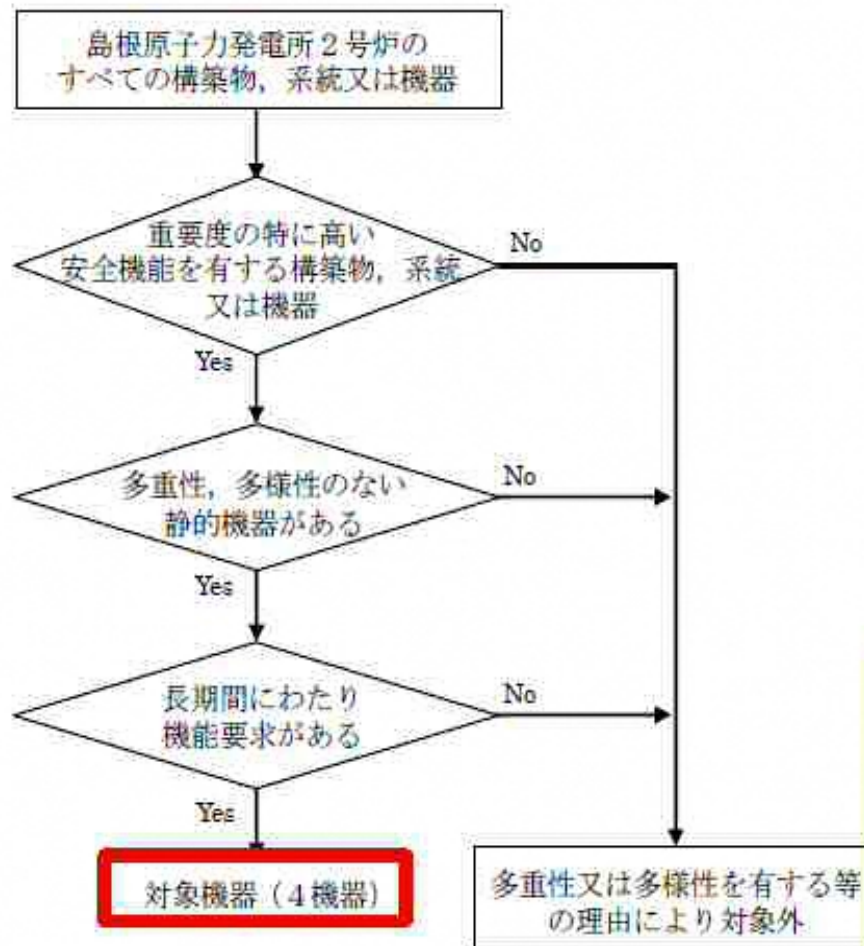 島根原子力発電所２号炉の
すべての構築物，系統又は機器
重要度の特に高い
安全機能を有する構築物，系統
又は機器
No
Yes
多重性，多様性のない
静的機器がある
No
Yes
長期間にわたり
機能要求がある
No
Yes
対象機器（４機器）
多重性又は多様性を有する等
の理由により対象外